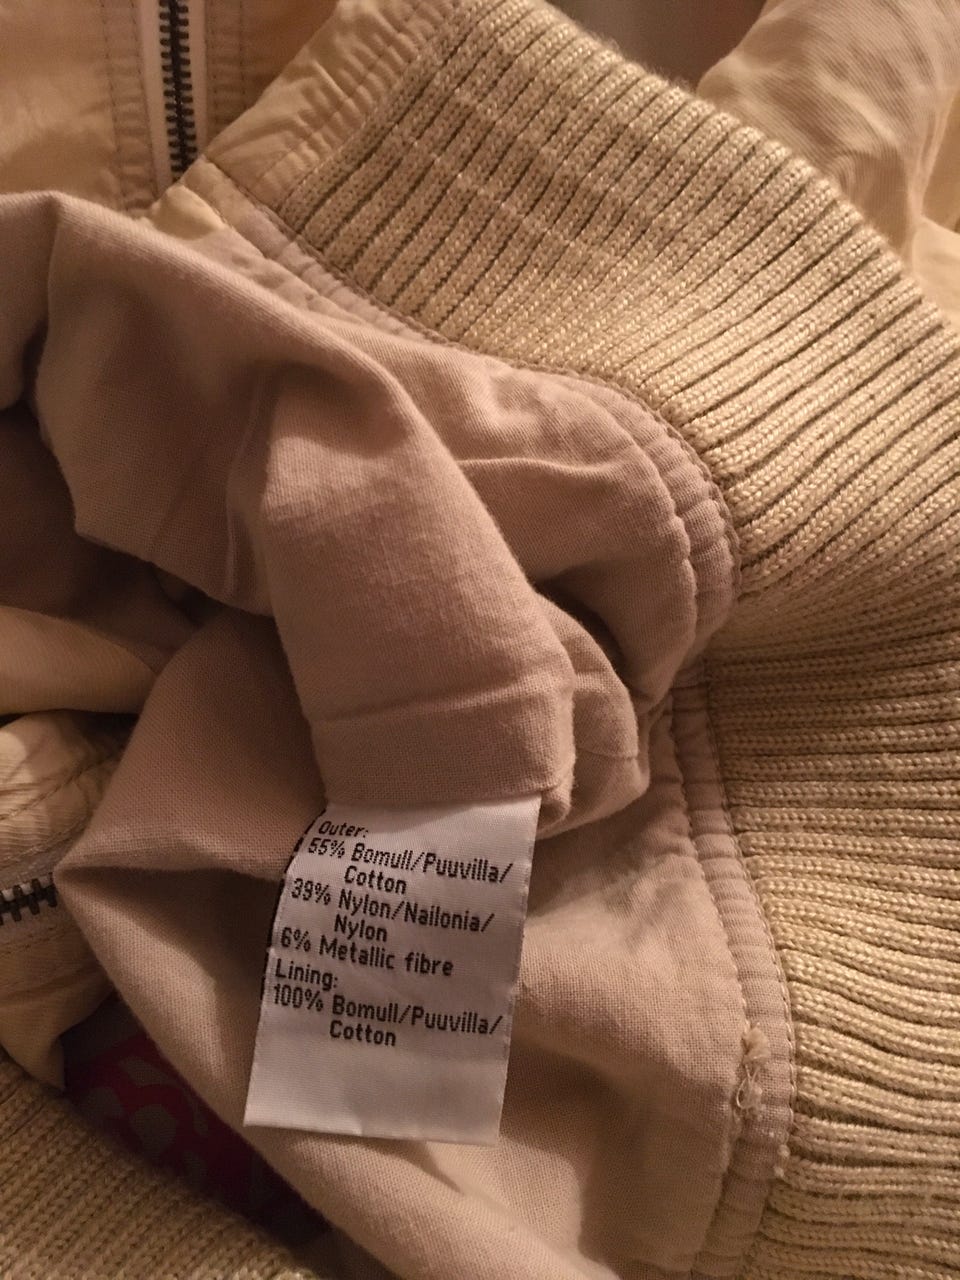 Outer:
55% Bomull/Puuvilla/
Cotton
39% Nylon/Nailonia/
Nylon
6% Metallic fibre
Lining:
100% Bomull/Puuvilla/
Cotton